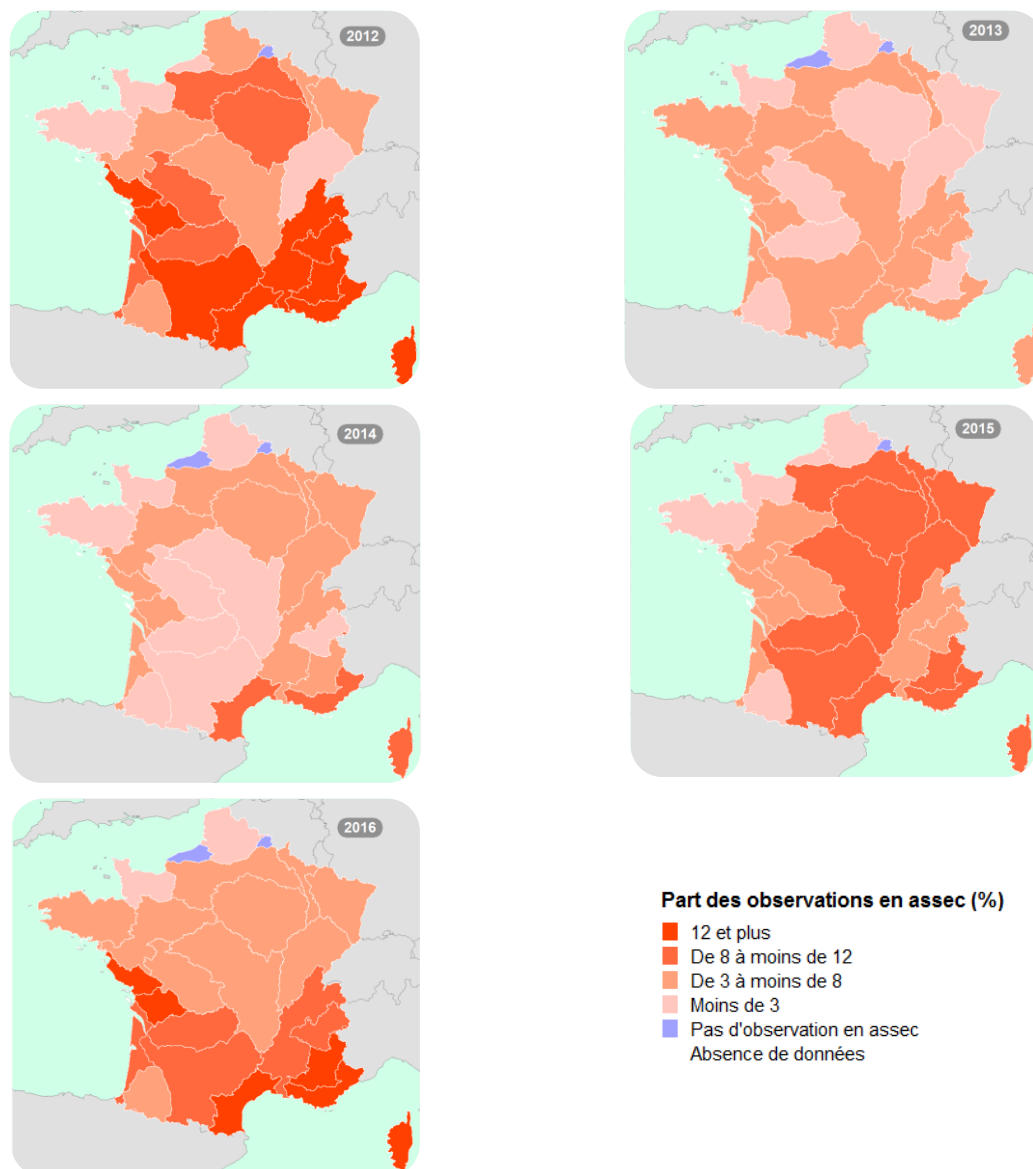 2012
2013
2014
2015
2016
Part des observations en assec (%)
12 et plus
De 8 à moins de 12
De 3 à moins de 8
Moins de 3
Pas d'observation en assec
Absence de données